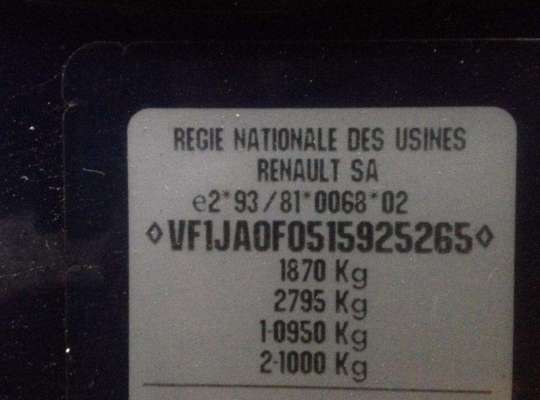 REGIE NATIONALE DES USINES
RENAULT SA
e2*93/81*0068*02
◊VF1JA0F0515925265◊
1870 Kg
2795 Kg
1-0950 Kg
2-1000 Kg